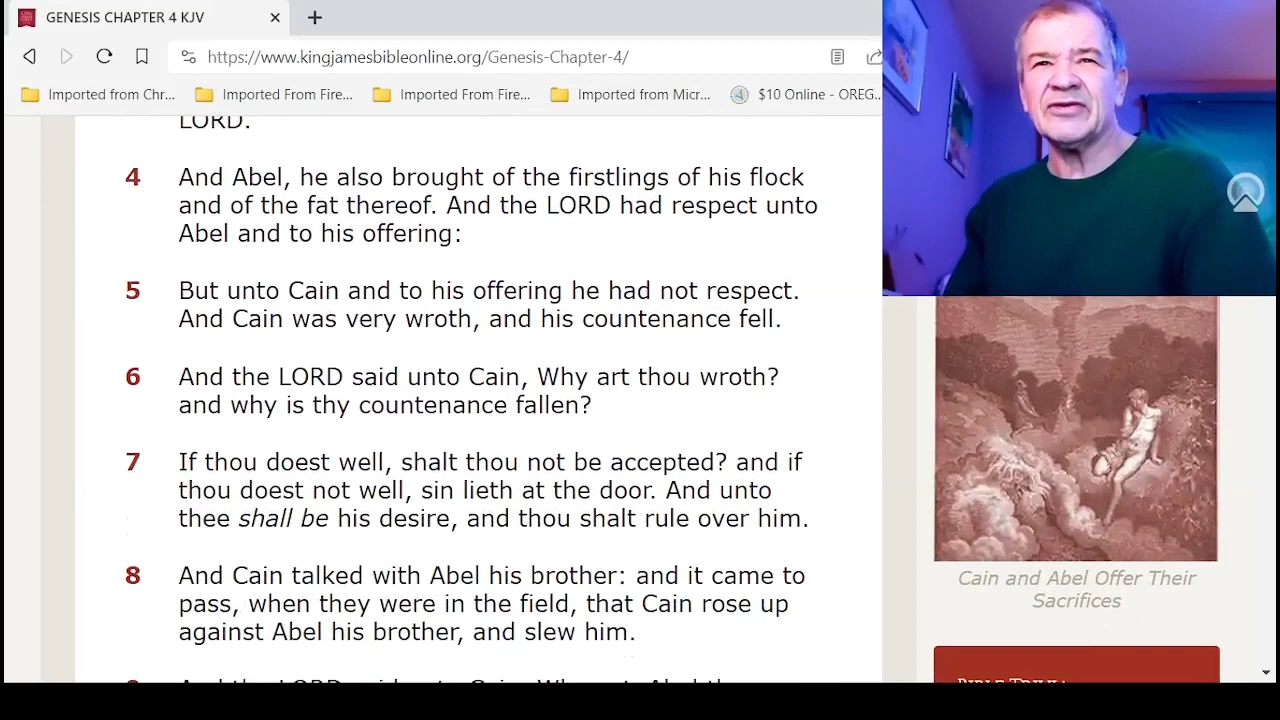 GENESIS CHAPTER 4 KJV
https://www.kingjamesbibleonline.org/Genesis-Chapter-4/
Imported from Chr...
Imported From Fire...
Imported From Fire...
Imported from Micr...
$10 Online - OREG...
LORD.
4 And Abel, he also brought of the firstlings of his flock
and of the fat thereof. And the LORD had respect unto
Abel and to his offering:
5 But unto Cain and to his offering he had not respect.
And Cain was very wroth, and his countenance fell.
6 And the LORD said unto Cain, Why art thou wroth?
and why is thy countenance fallen?
7 If thou doest well, shalt thou not be accepted? and if
thou doest not well, sin lieth at the door. And unto
thee shall be his desire, and thou shalt rule over him.
8 And Cain talked with Abel his brother: and it came to
pass, when they were in the field, that Cain rose up
against Abel his brother, and slew him.
Cain and Abel Offer Their
Sacrifices